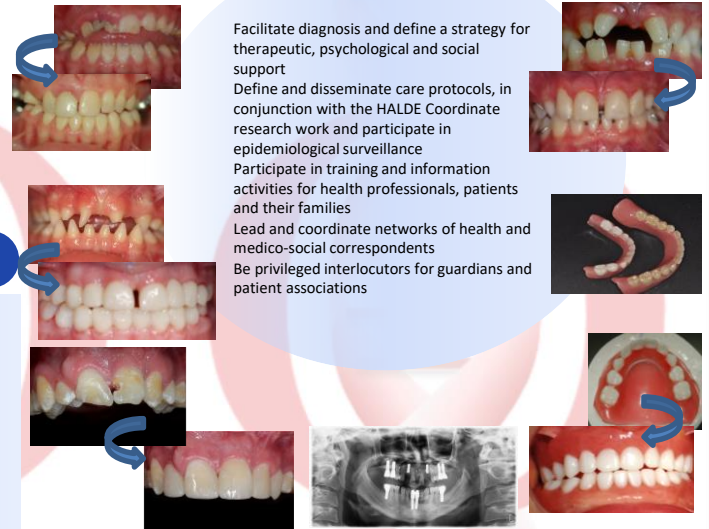 Facilitate diagnosis and define a strategy for
therapeutic, psychological and social
support
Define and disseminate care protocols, in
conjunction with the HALDE Coordinate
research work and participate in
epidemiological surveillance
Participate in training and information
activities for health professionals, patients
and their families
Lead and coordinate networks of health and
medico-social correspondents
Be privileged interlocutors for guardians and
patient associations